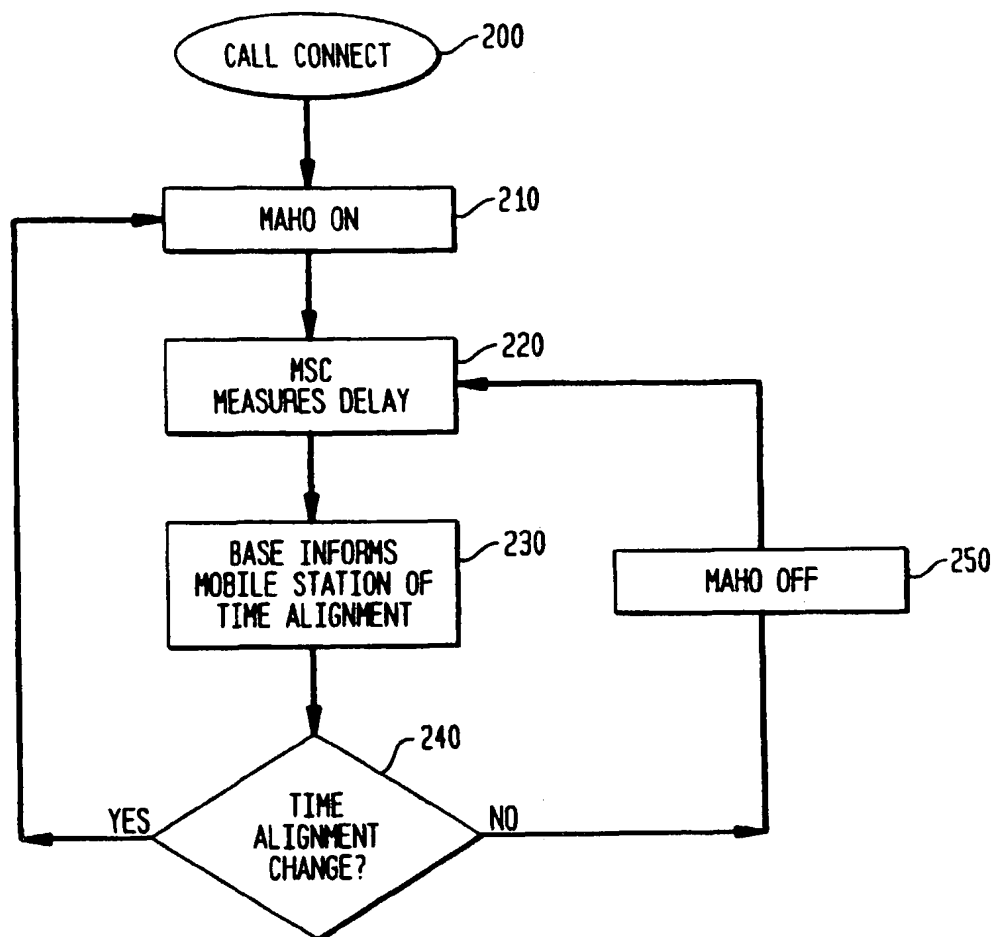 CALL CONNECT
200
MAHO ON
210
MSC
MEASURES DELAY
220
BASE INFORMS
MOBILE STATION OF
TIME ALIGNMENT
230
MAHO OFF
250
TIME
ALIGNMENT
CHANGE?
240
YES
NO